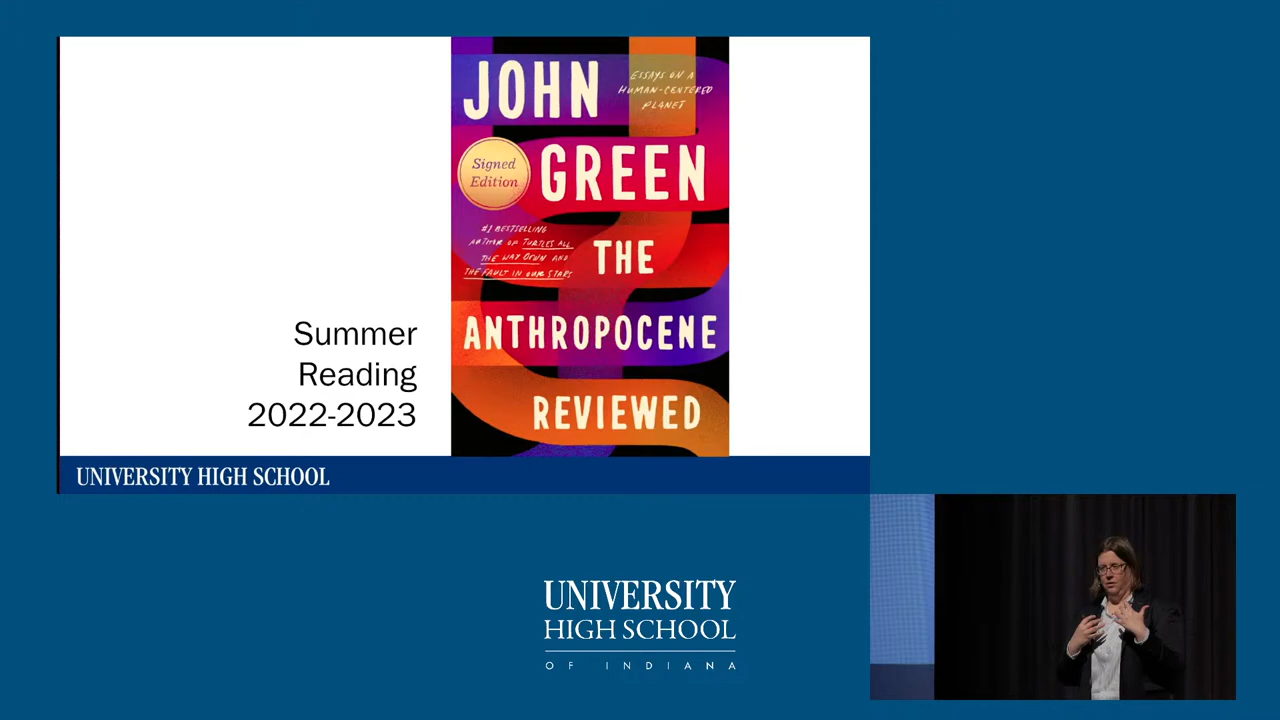 JOHN
ESSAYS ON A
HUMAN-CENTERED
PLANET
Signed
Edition
GREEN
#1 BESTSELLING
AUTHOR OF TURTLES ALL
THE WAY DOWN AND
THE FAULT IN OUR STARS
THE
ANTHROPOCENE
REVIEWED
Summer
Reading
2022-2023
UNIVERSITY HIGH SCHOOL
UNIVERSITY
HIGH SCHOOL
OF INDIANA